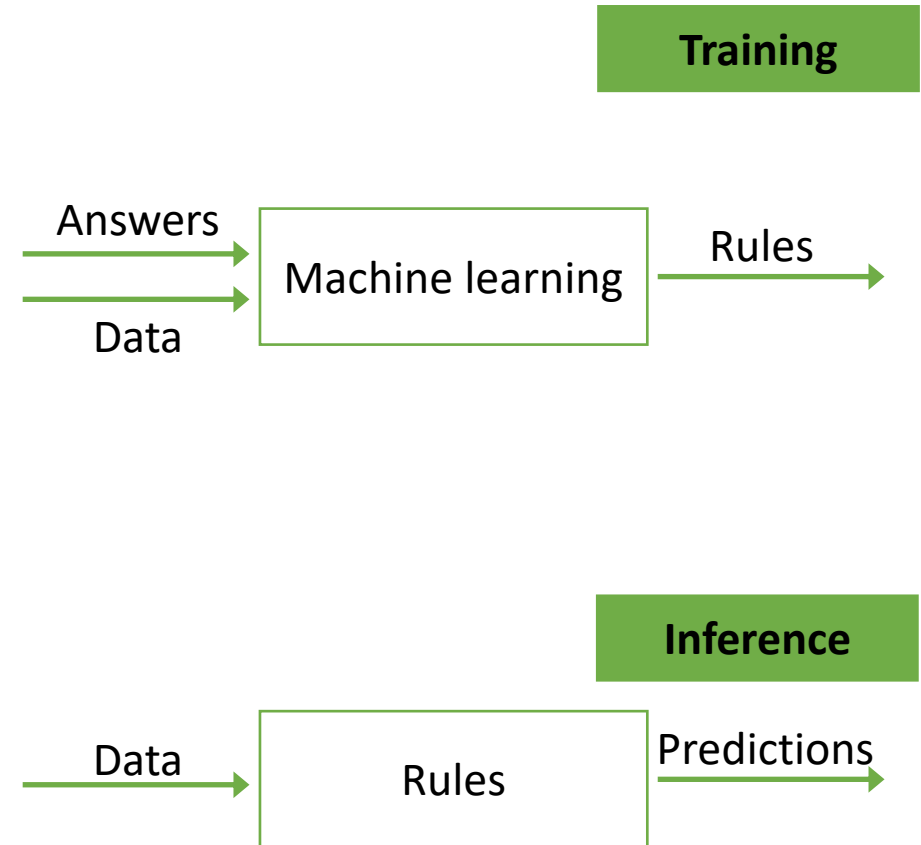 Training
Answers
Machine learning
Rules
Data
Inference
Data
Rules
Predictions